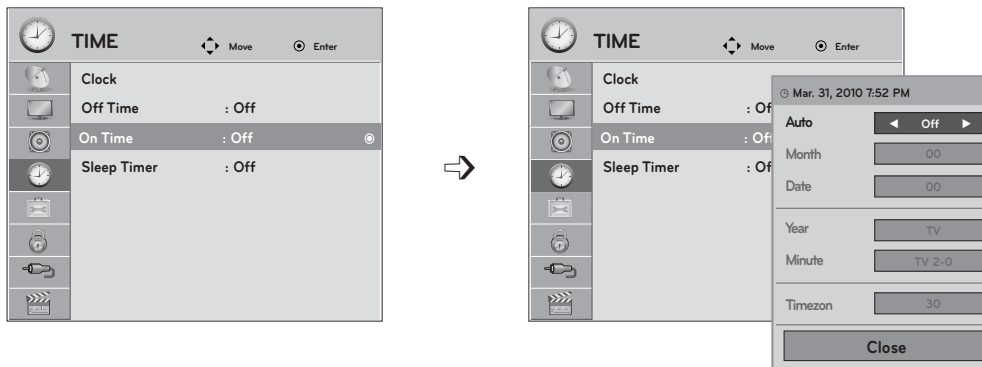 TIME Move Enter
Clock
Off Time : Off
On Time : Off
Sleep Timer : Off
TIME Move Enter
Clock
Off Time : Of
On Time : Off
Sleep Timer : Of
Mar. 31, 2010 7:52 PM
Auto ◀ Off ▶
Month 00
Date 00
Year TV
Minute TV 2-0
Timezon 30
Close